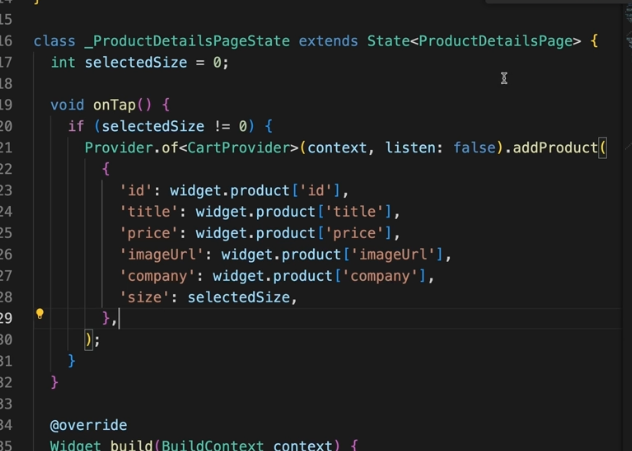 14 }
15
16 class _ProductDetailsPageState extends State<ProductDetailsPage> {
17   int selectedSize = 0;
18
19   void onTap() {
20     if (selectedSize != 0) {
21       Provider.of<CartProvider>(context, listen: false).addProduct(
22         {
23           'id': widget.product['id'],
24           'title': widget.product['title'],
25           'price': widget.product['price'],
26           'imageUrl': widget.product['imageUrl'],
27           'company': widget.product['company'],
28           'size': selectedSize,
29         },
30       );
31     }
32   }
33
34   @override
35   Widget build(BuildContext context) {